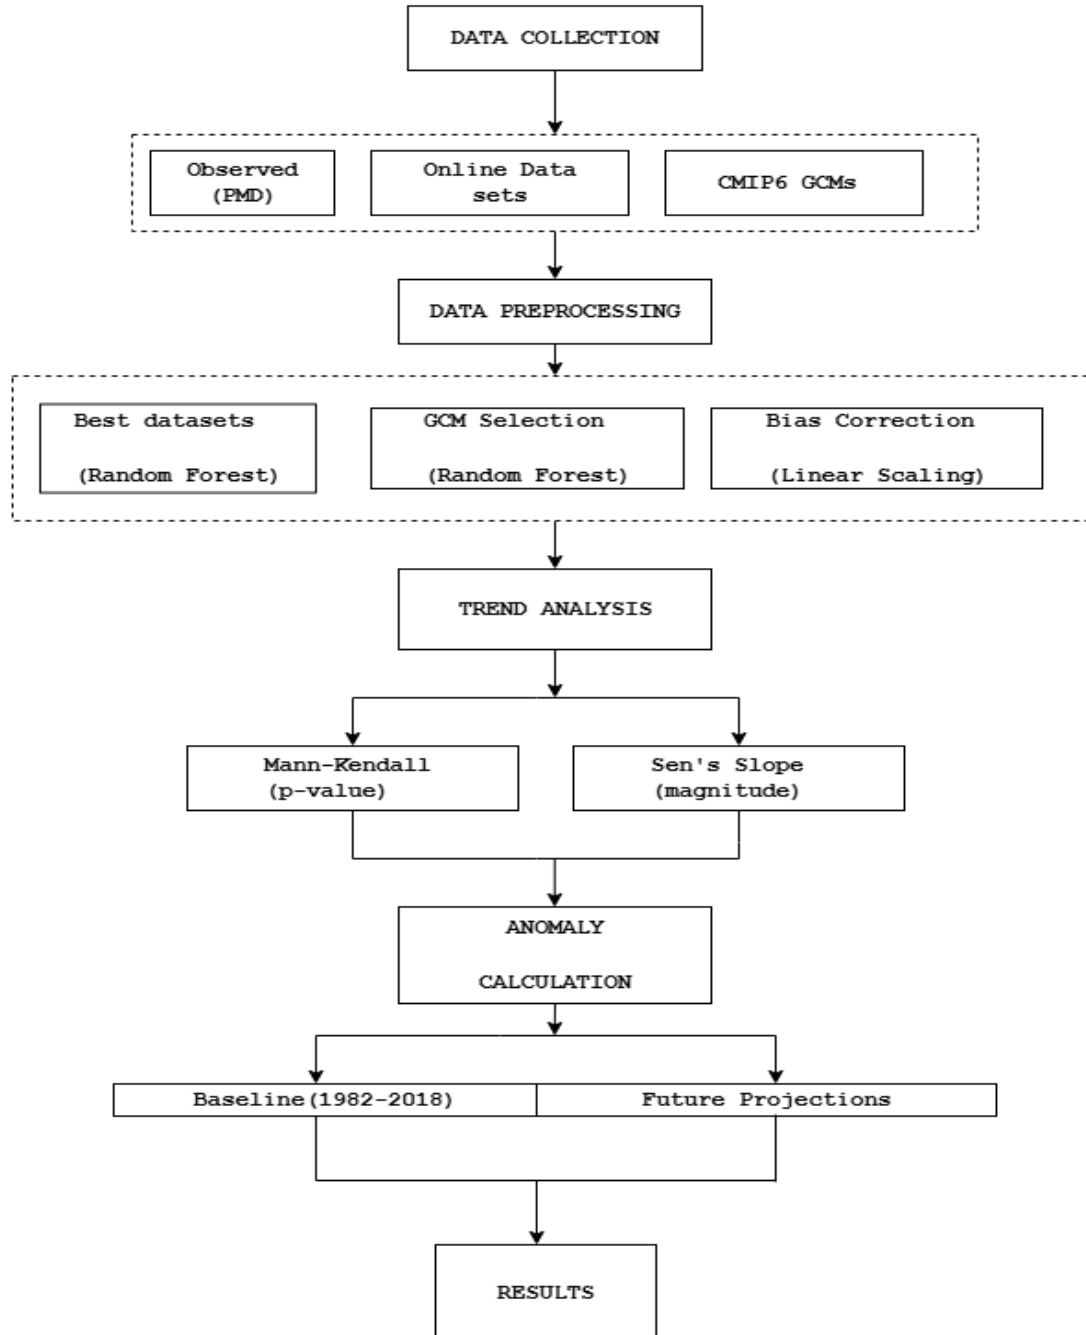 DATA COLLECTION
Observed
(PMD)
Online Data
sets
CMIP6 GCMs
DATA PREPROCESSING
Best datasets
(Random Forest)
GCM Selection
(Random Forest)
Bias Correction
(Linear Scaling)
TREND ANALYSIS
Mann-Kendall
(p-value)
Sen's Slope
(magnitude)
ANOMALY
CALCULATION
Baseline(1982-2018)
Future Projections
RESULTS